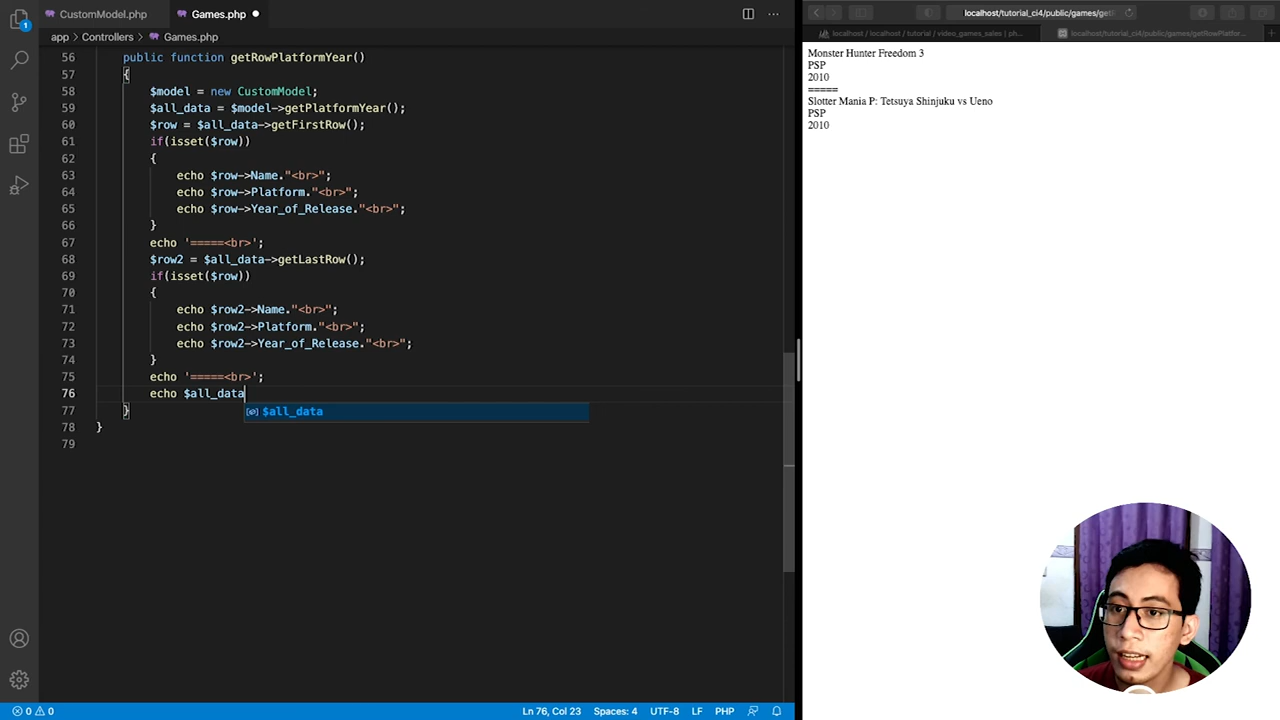 CustomModel.php
Games.php
localhost/tutorial_ci4/public/games/getl
app > Controllers > Games.php
localhost / localhost / tutorial / video_games_sales | ph...
localhost/tutorial_ci4/public/games/getRowPlatfor...
1
56 public function getRowPlatformYear()
57 {
58 $model = new CustomModel;
59 $all_data = $model->getPlatformYear();
60 $row = $all_data->getFirstRow();
61 if(isset($row))
62 {
63 echo $row->Name."<br>";
64 echo $row->Platform."<br>";
65 echo $row->Year_of_Release."<br>";
66 }
67 echo '=====<br>';
68 $row2 = $all_data->getLastRow();
69 if(isset($row))
70 {
71 echo $row2->Name."<br>";
72 echo $row2->Platform."<br>";
73 echo $row2->Year_of_Release."<br>";
74 }
75 echo '=====<br>';
76 echo $all_data
$all_data
77 }
78 }
79
Monster Hunter Freedom 3
PSP
2010
=====
Slotter Mania P: Tetsuya Shinjuku vs Ueno
PSP
2010
0 0
Ln 76, Col 23 Spaces: 4 UTF-8 LF PHP